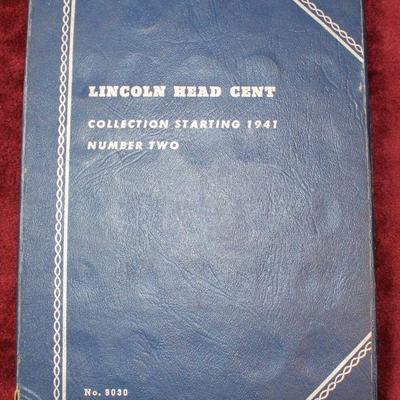 LINCOLN HEAD CENT
COLLECTION STARTING 1941
NUMBER TWO
No. 9030